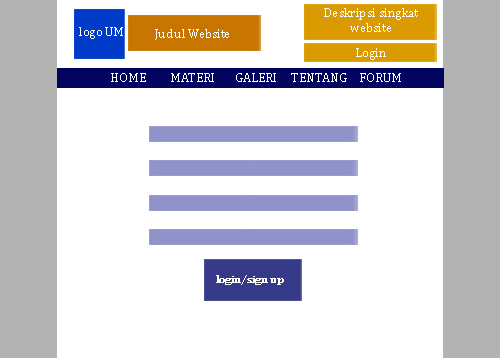 logo UM
Judul Website
Deskripsi singkat
website
Login
HOME MATERI GALERI TENTANG FORUM
login/sign up